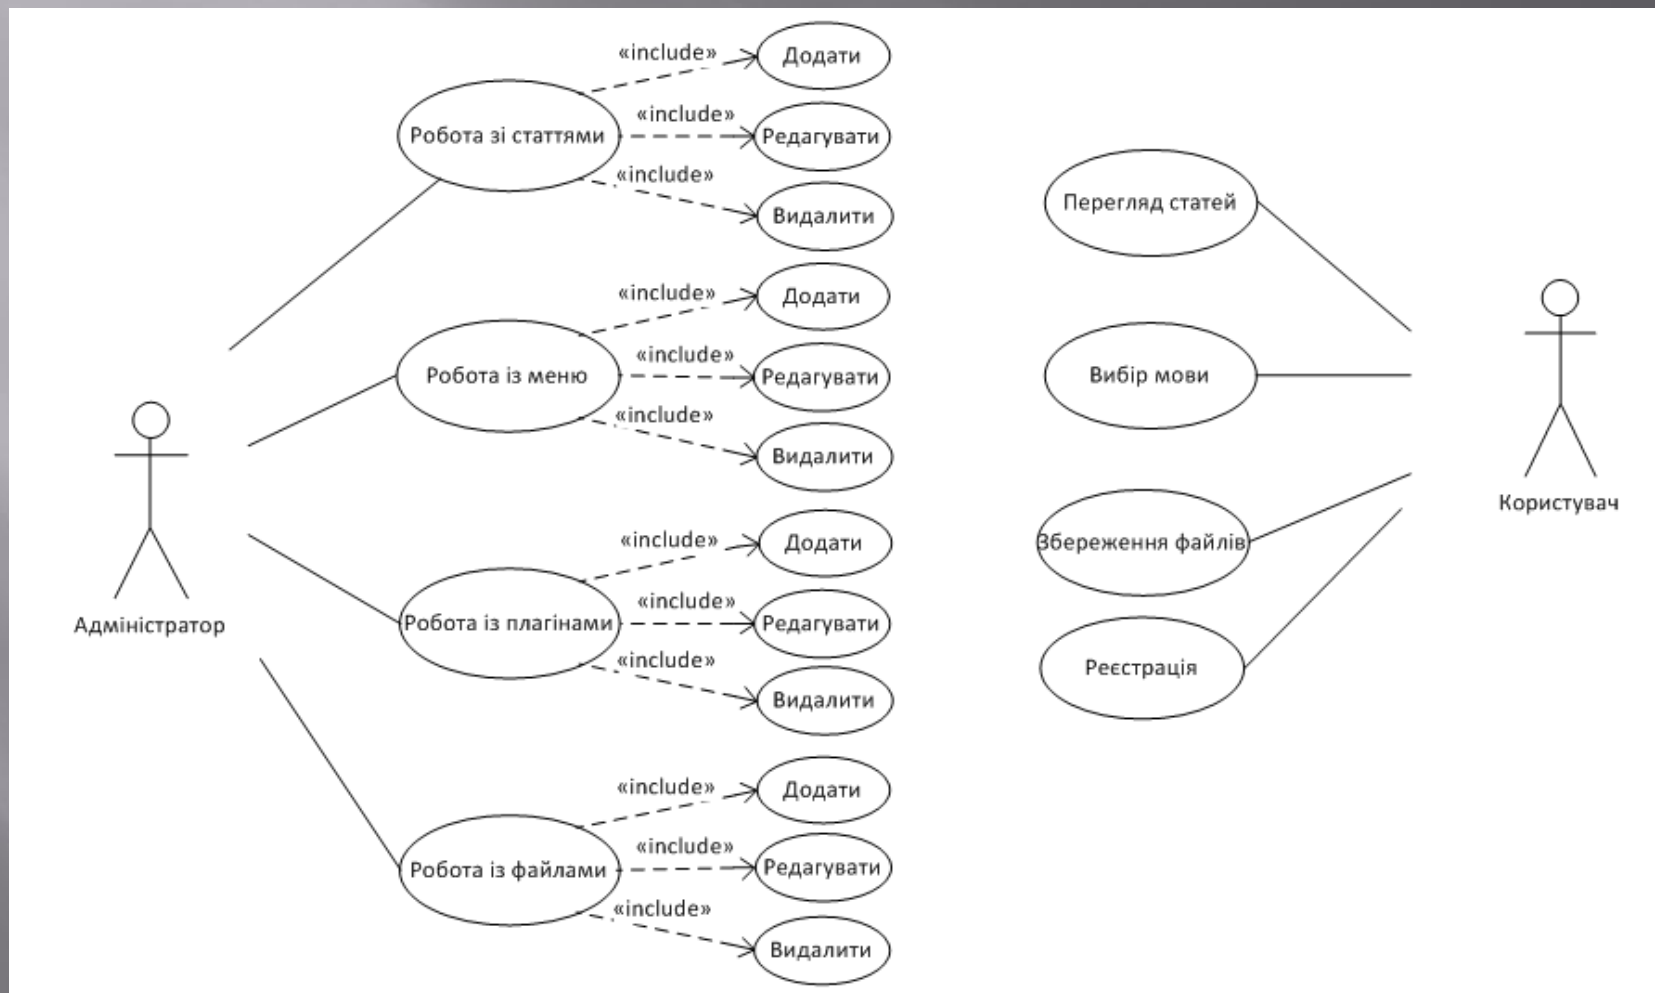 «include»
Додати
«include»
Робота зі статтями
Редагувати
«include»
Видалити
«include»
Додати
«include»
Робота із меню
Редагувати
«include»
Видалити
«include»
Додати
«include»
Робота із плагінами
Редагувати
«include»
Видалити
«include»
Додати
«include»
Робота із файлами
Редагувати
«include»
Видалити
Адміністратор
Перегляд статей
Вибір мови
Збереження файлів
Реєстрація
Користувач